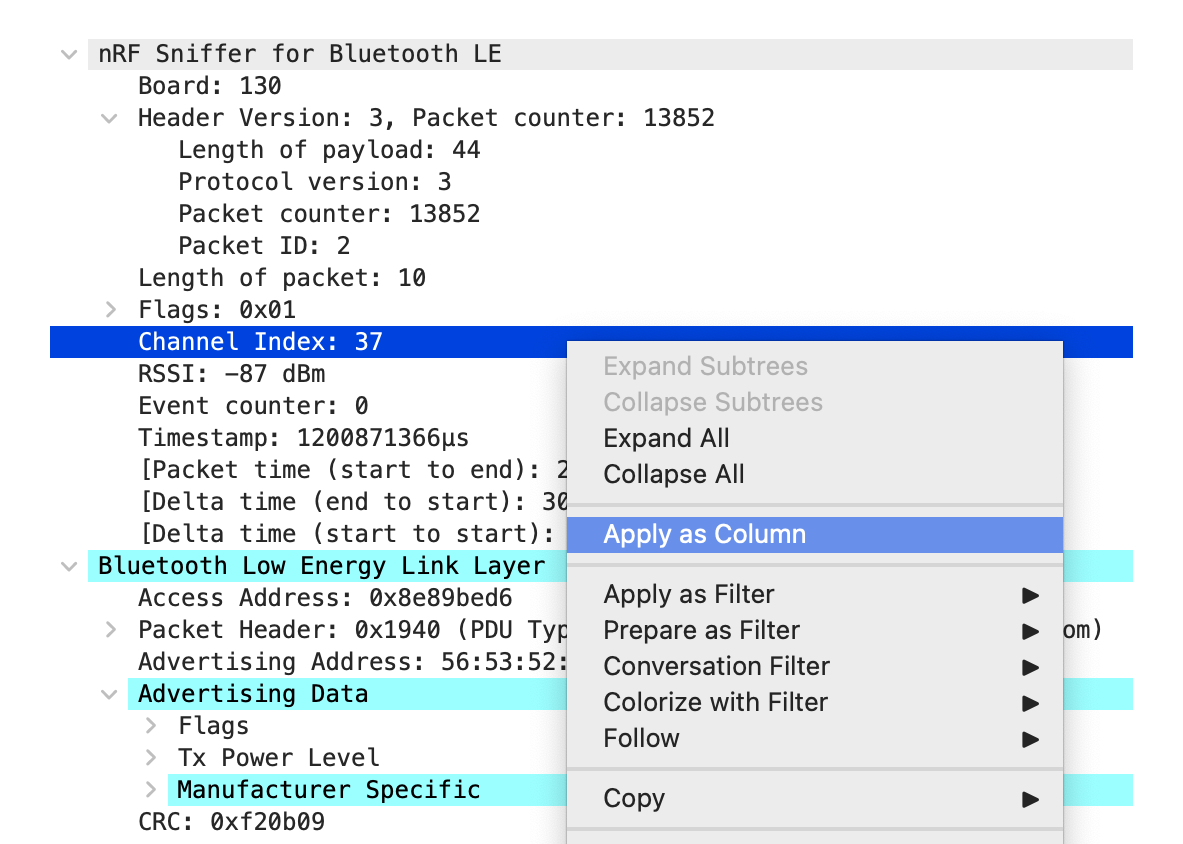 nRF Sniffer for Bluetooth LE
Board: 130
Header Version: 3, Packet counter: 13852
Length of payload: 44
Protocol version: 3
Packet counter: 13852
Packet ID: 2
Length of packet: 10
Flags: 0x01
Channel Index: 37
RSSI: -87 dBm
Event counter: 0
Timestamp: 1200871366µs
[Packet time (start to end): 2
[Delta time (end to start): 30
[Delta time (start to start):
Bluetooth Low Energy Link Layer
Access Address: 0x8e89bed6
Packet Header: 0x1940 (PDU Typ om)
Advertising Address: 56:53:52:
Advertising Data
Flags
Tx Power Level
Manufacturer Specific
CRC: 0xf20b09
Expand Subtrees
Collapse Subtrees
Expand All
Collapse All
Apply as Column
Apply as Filter
Prepare as Filter
Conversation Filter
Colorize with Filter
Follow
Copy